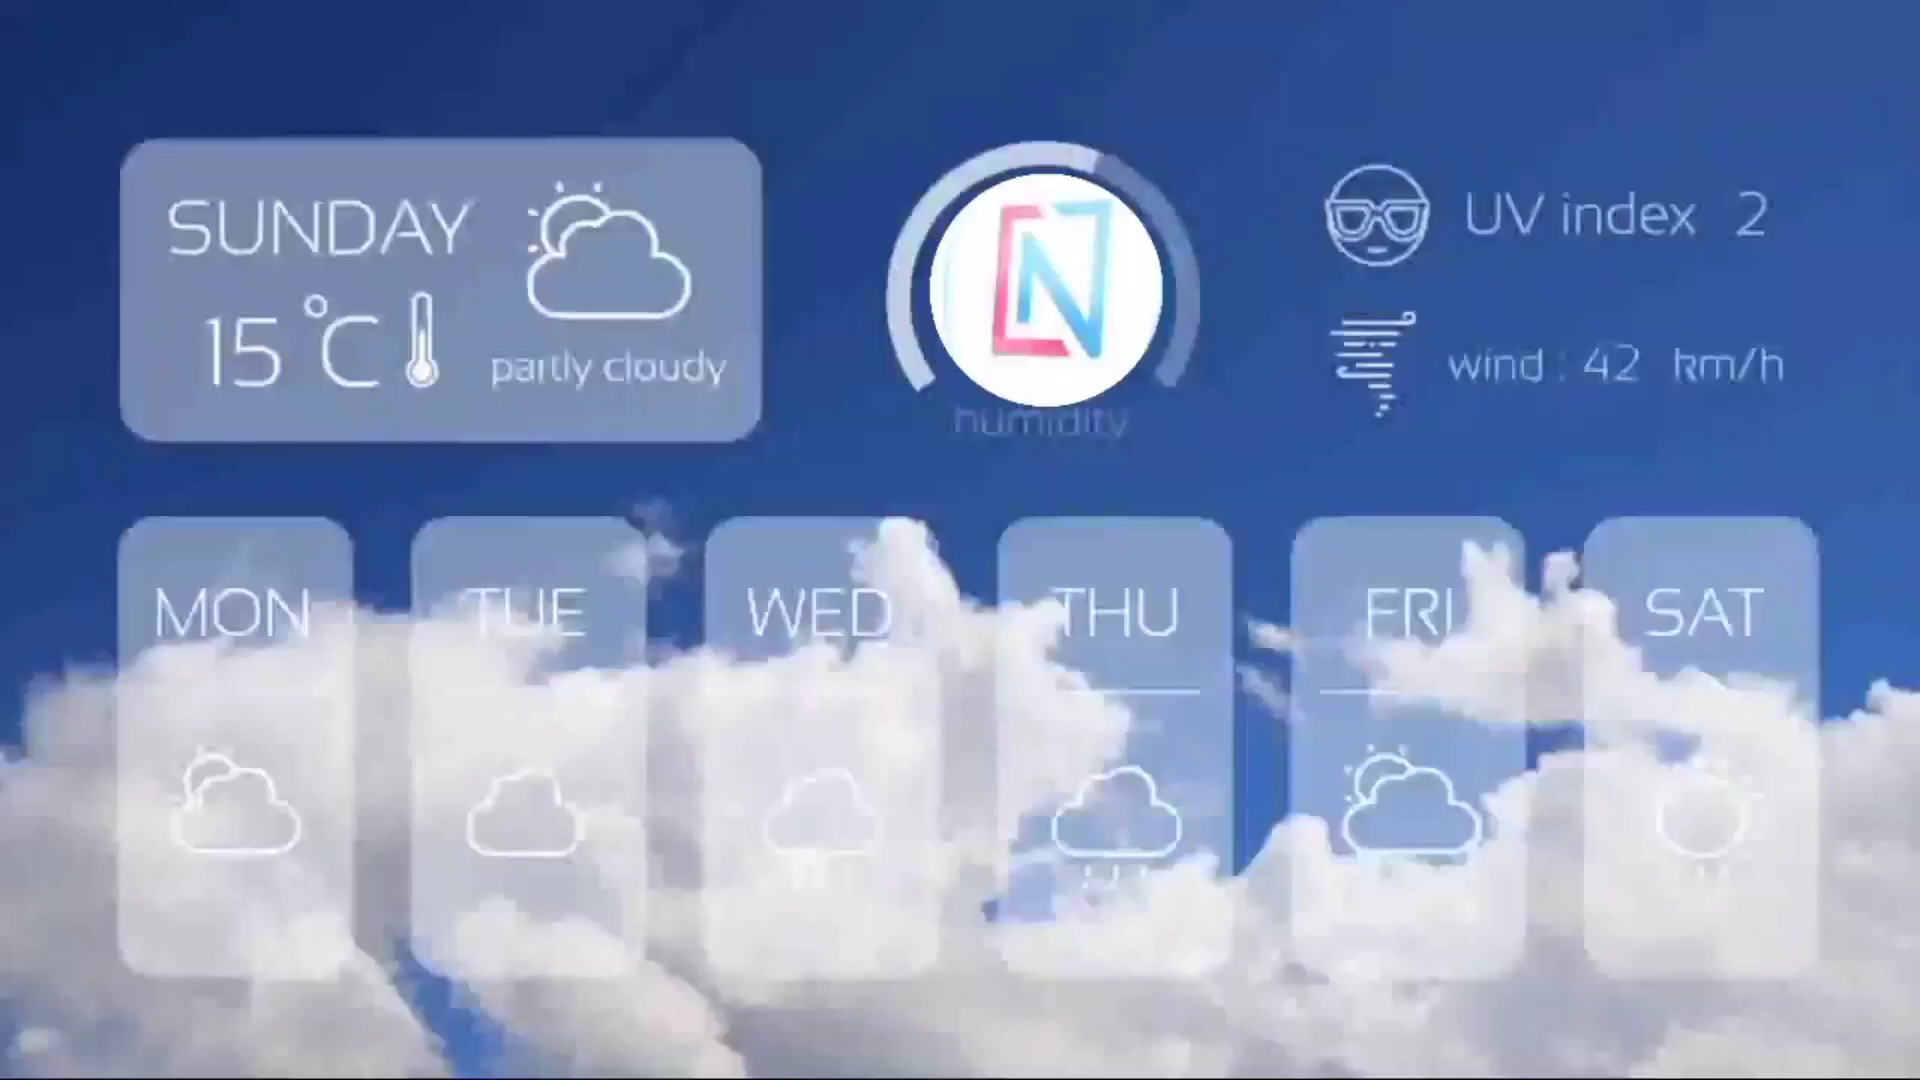 SUNDAY
15 °C
partly cloudy
N
humidity
UV index 2
wind : 42 km/h
MON
TUE
WED
THU
FRI
SAT